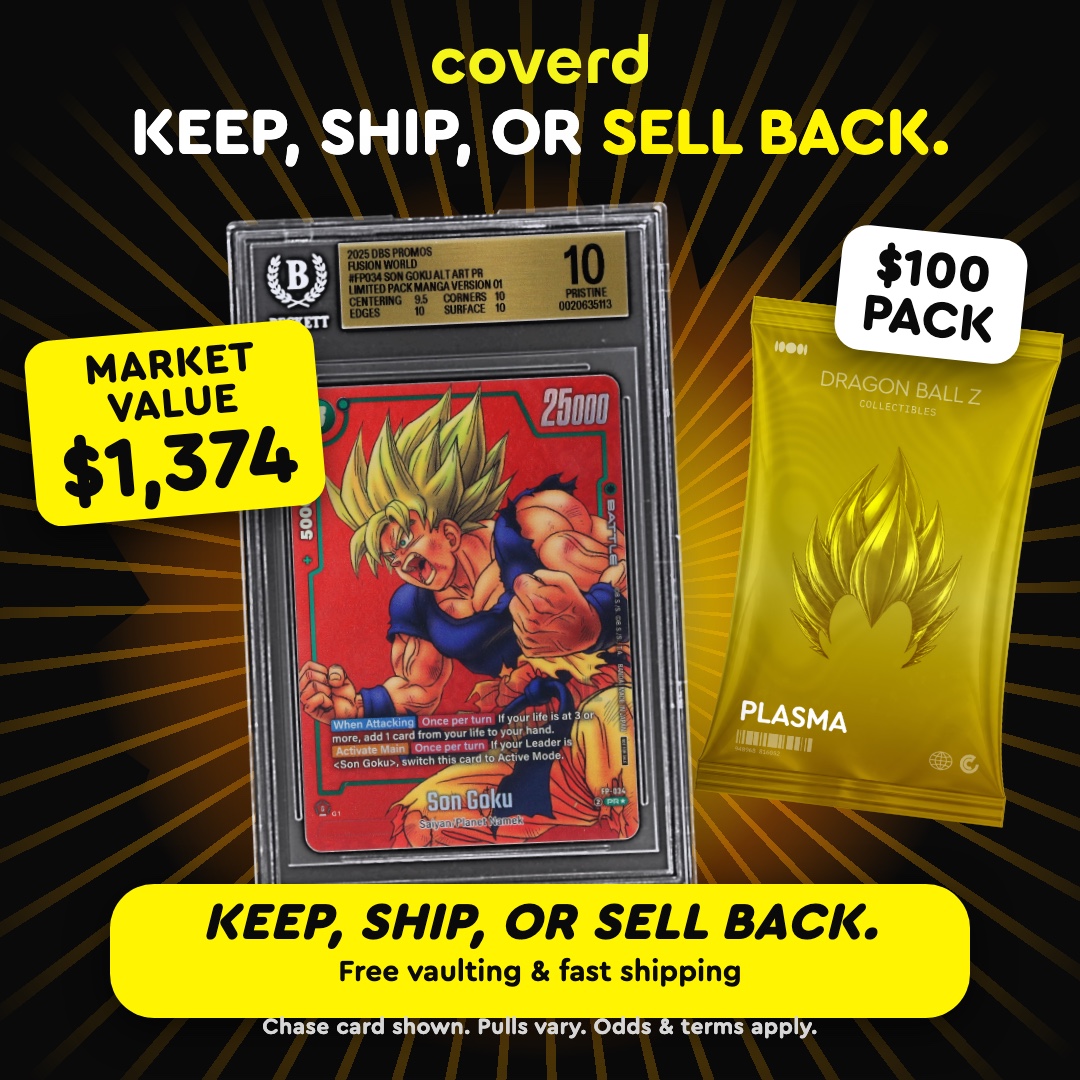 coverd
KEEP, SHIP, OR SELL BACK.
2025 DBS PROMOS
FUSION WORLD
#FP034 SON GOKU ALT ART PR
LIMITED PACK MANGA VERSION 01
CENTERING 9.5 CORNERS 10
EDGES 10 SURFACE 10
10
PRISTINE
0020635113
B
MARKET
VALUE
$1,374
$100
PACK
DRAGON BALL Z
COLLECTIBLES
PLASMA
25000
BATTLE
When Attacking Once per turn If your life is at 3 or
more, add 1 card from your life to your hand.
Activate Main Once per turn If your Leader is
<Son Goku>, switch this card to Active Mode.
FP-034
Son Goku
Saiyan/Planet Namek
KEEP, SHIP, OR SELL BACK.
Free vaulting & fast shipping
Chase card shown. Pulls vary. Odds & terms apply.